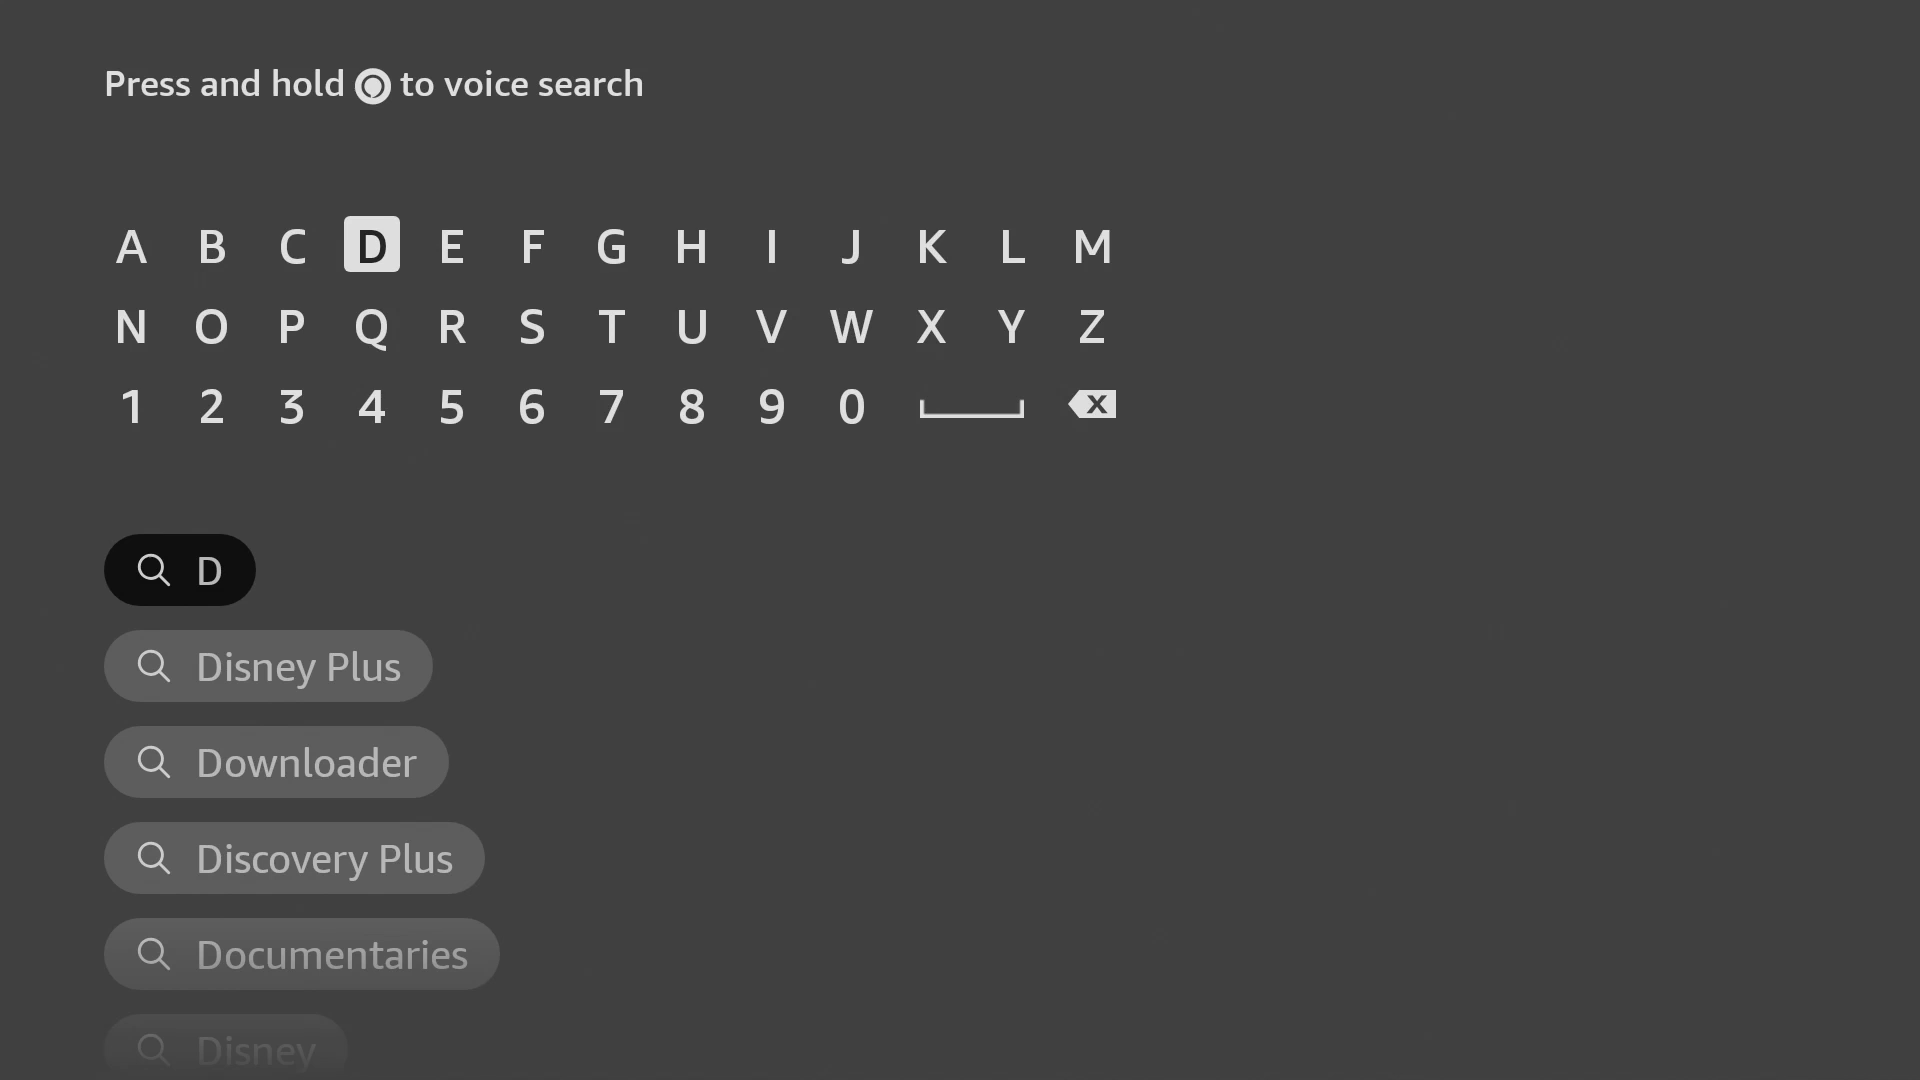 Press and hold to voice search
A B C D E F G H I J K L M
N O P Q R S T U V W X Y Z
1 2 3 4 5 6 7 8 9 0
D
Disney Plus
Downloader
Discovery Plus
Documentaries
Disney